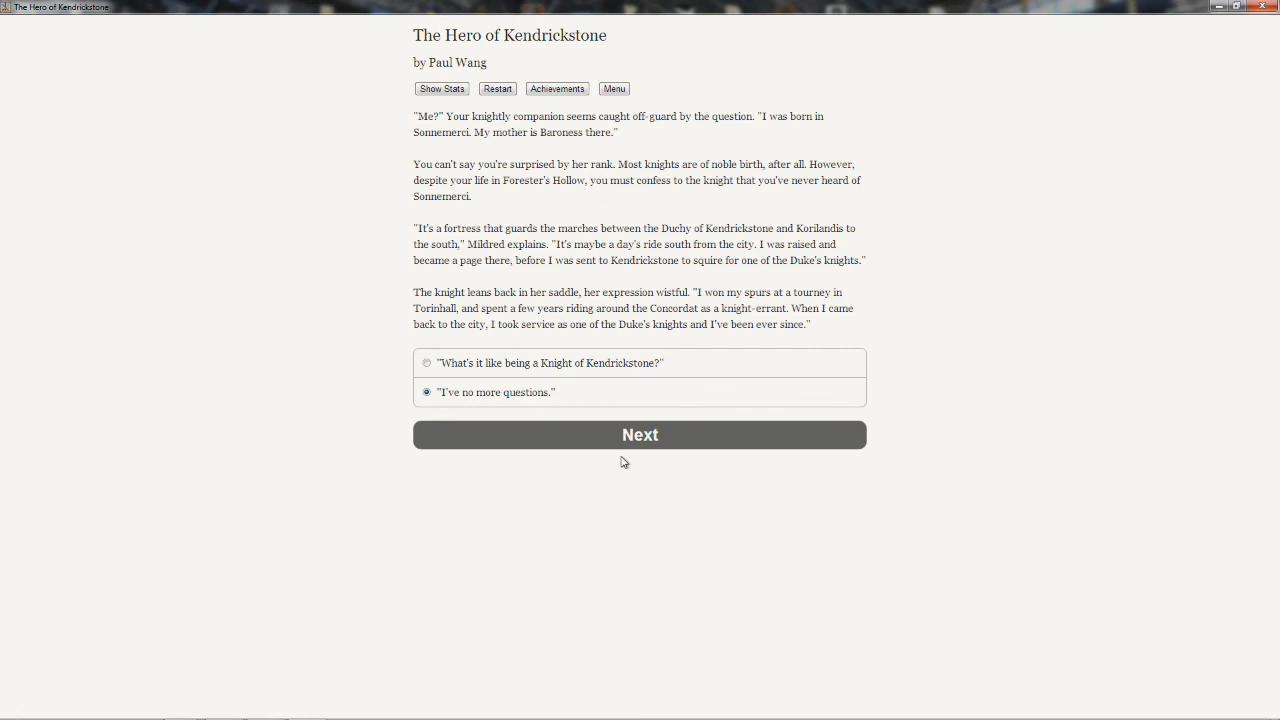 The Hero of Kendrickstone
The Hero of Kendrickstone
by Paul Wang
Show Stats Restart Achievements Menu
"Me?" Your knightly companion seems caught off-guard by the question. "I was born in
Sonnemerci. My mother is Baroness there."
You can't say you're surprised by her rank. Most knights are of noble birth, after all. However,
despite your life in Forester's Hollow, you must confess to the knight that you've never heard of
Sonnemerci.
"It's a fortress that guards the marches between the Duchy of Kendrickstone and Korilandis to
the south," Mildred explains. "It's maybe a day's ride south from the city. I was raised and
became a page there, before I was sent to Kendrickstone to squire for one of the Duke's knights."
The knight leans back in her saddle, her expression wistful. "I won my spurs at a tourney in
Torinhall, and spent a few years riding around the Concordat as a knight-errant. When I came
back to the city, I took service as one of the Duke's knights and I've been ever since."
"What's it like being a Knight of Kendrickstone?"
"I've no more questions."
Next